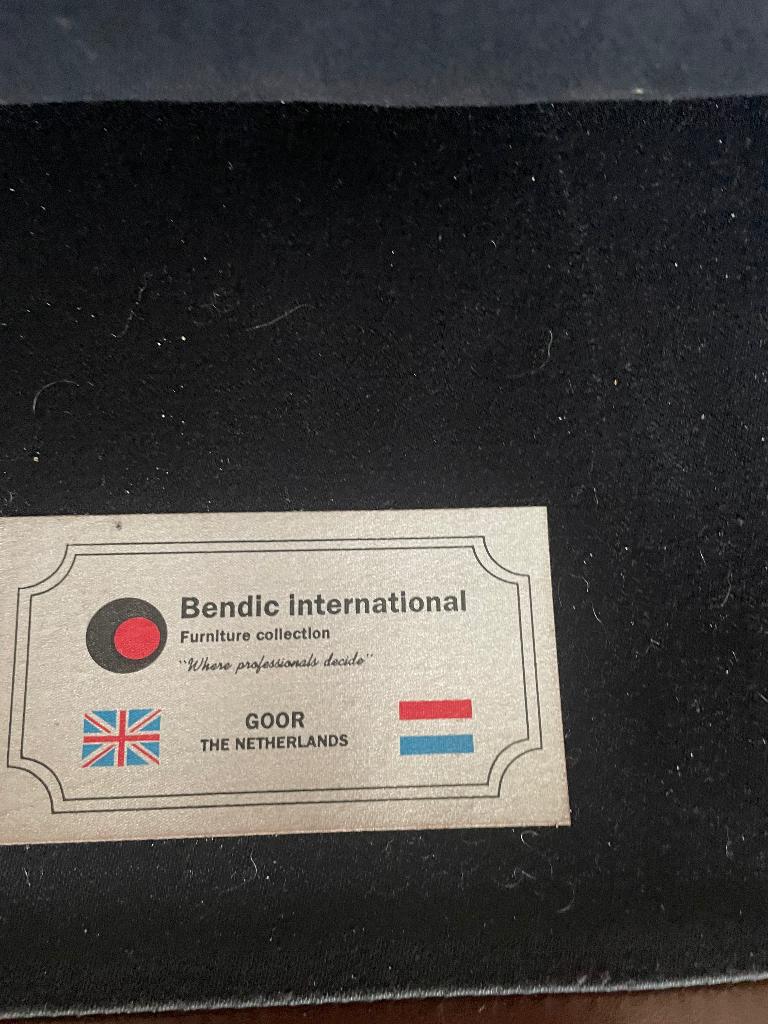 Bendic international
Furniture collection
"Where professionals decide"
GOOR
THE NETHERLANDS